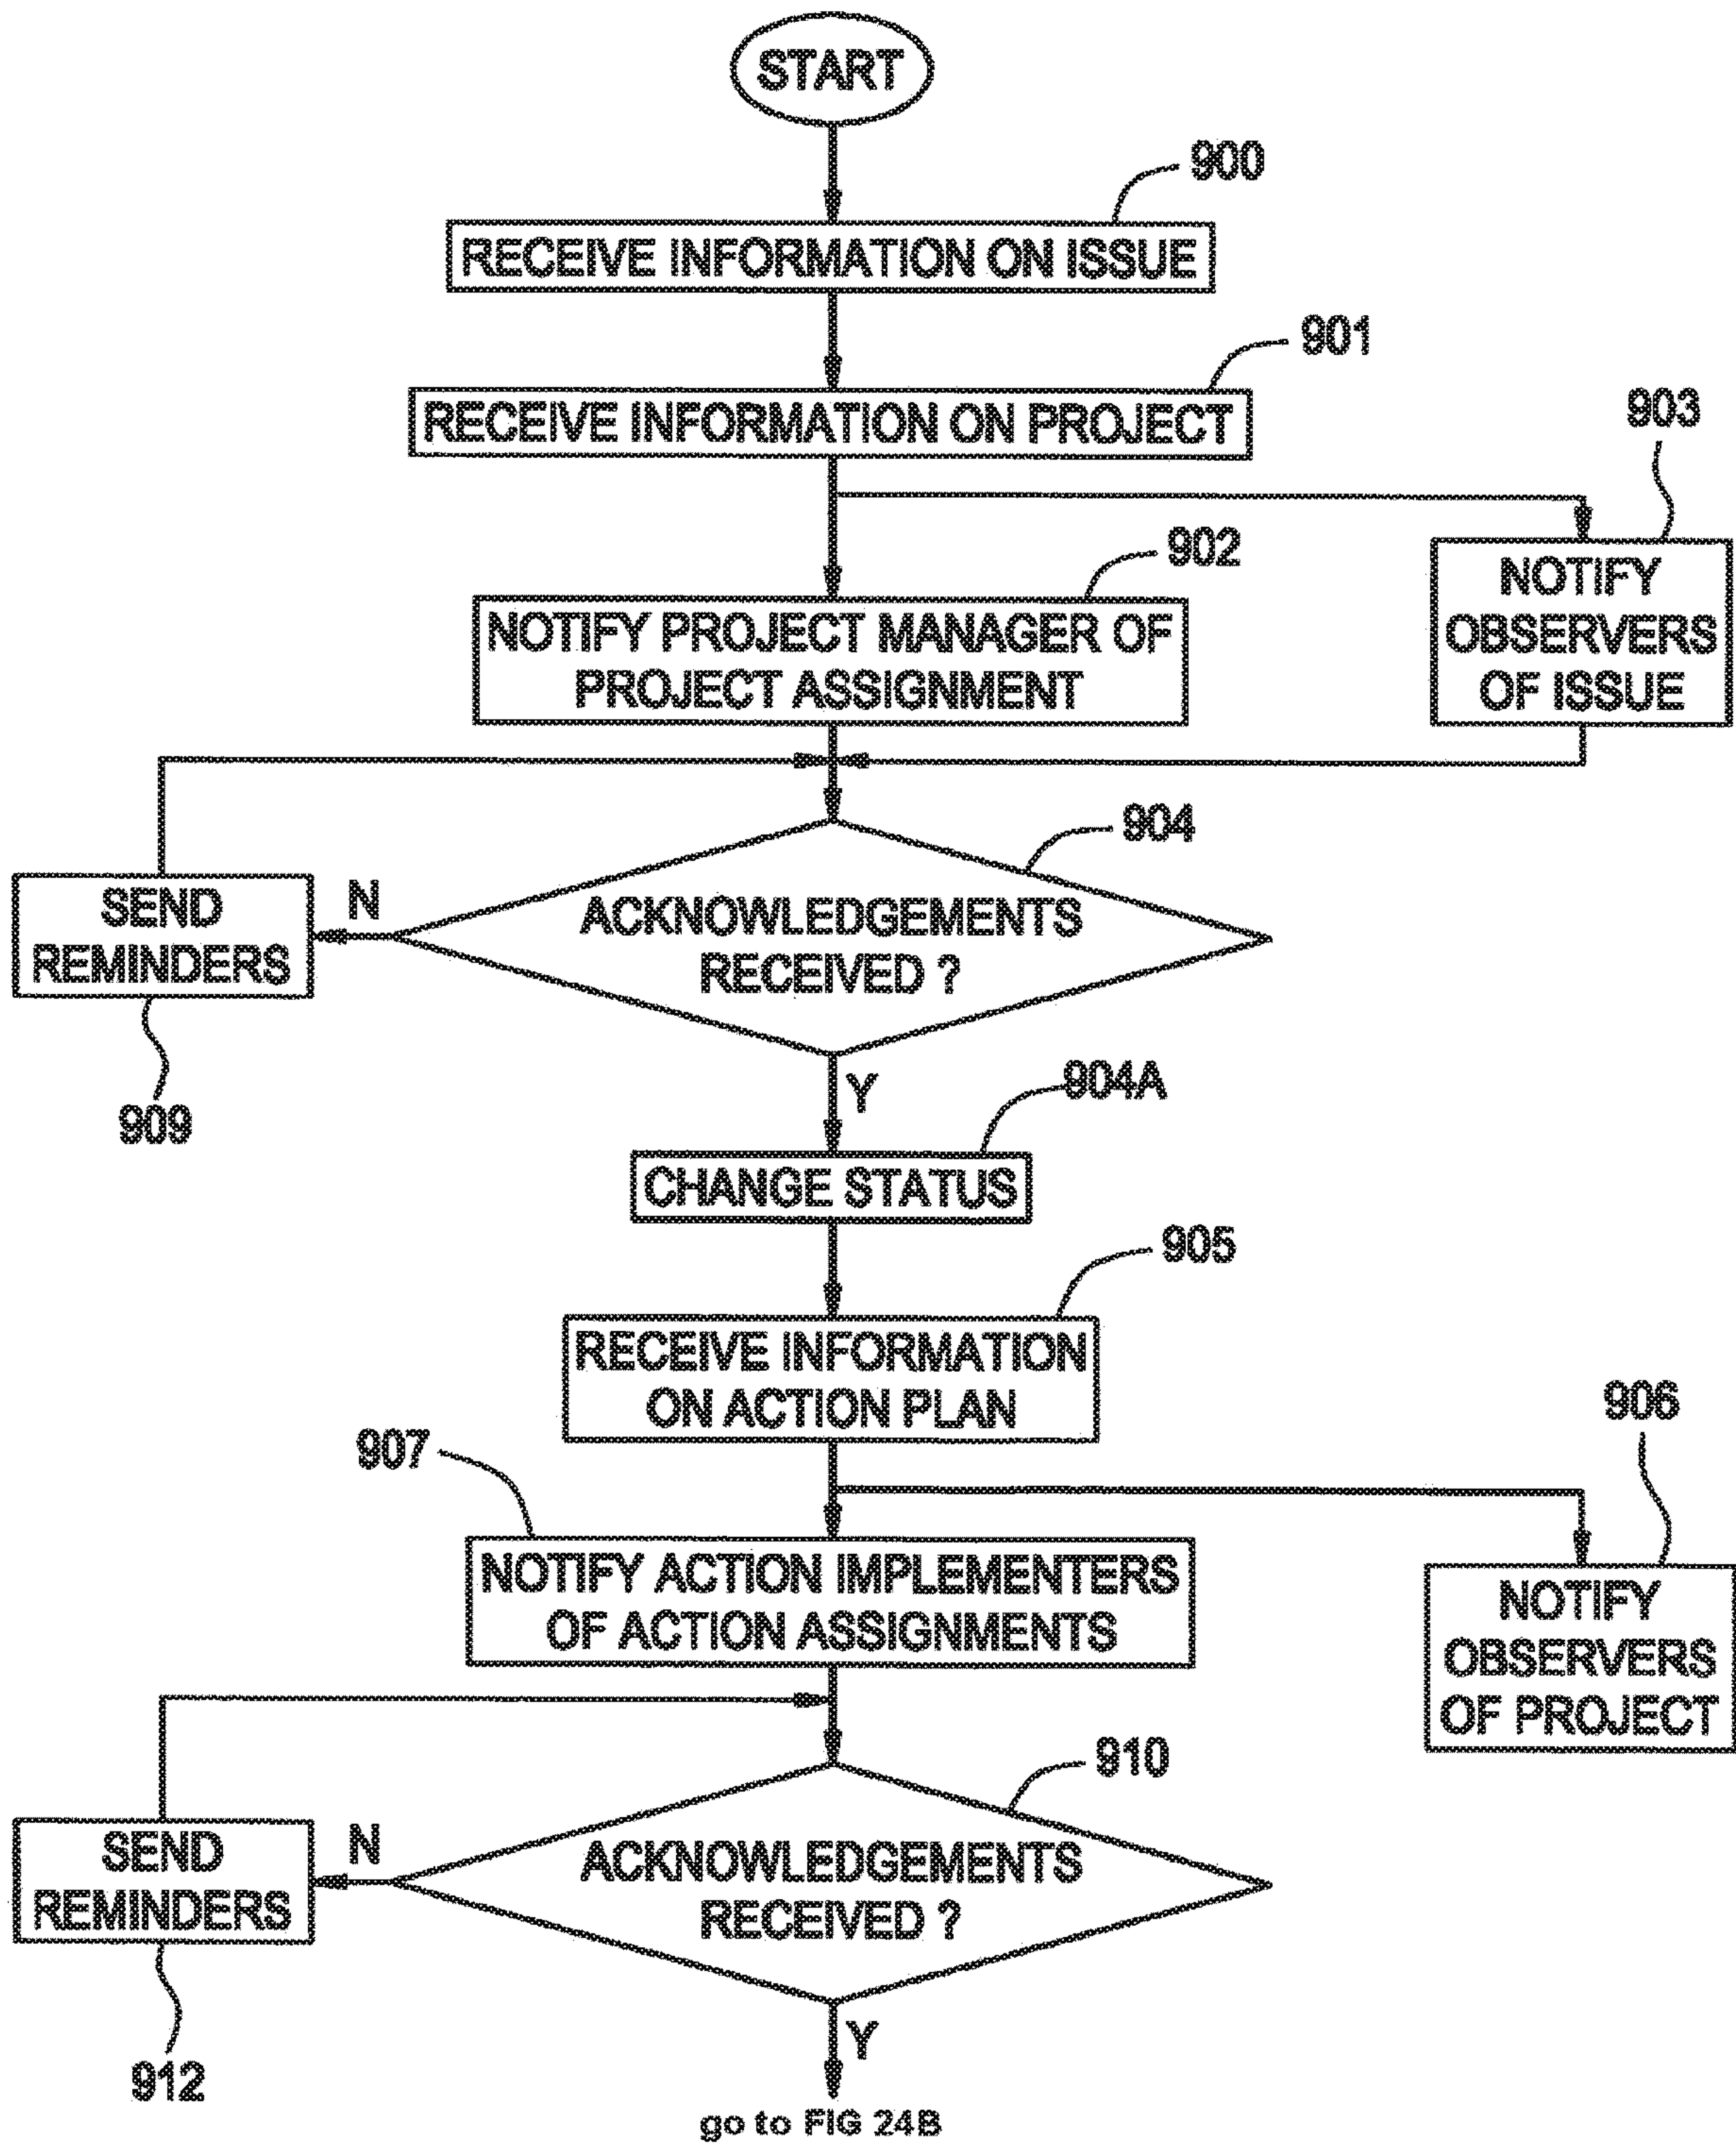 START
900
RECEIVE INFORMATION ON ISSUE
901
RECEIVE INFORMATION ON PROJECT
903
902
NOTIFY
OBSERVERS
OF ISSUE
NOTIFY PROJECT MANAGER OF
PROJECT ASSIGNMENT
904
SEND
REMINDERS
N
ACKNOWLEDGEMENTS
RECEIVED ?
909
Y
904A
CHANGE STATUS
905
RECEIVE INFORMATION
ON ACTION PLAN
906
907
NOTIFY ACTION IMPLEMENTERS
OF ACTION ASSIGNMENTS
NOTIFY
OBSERVERS
OF PROJECT
910
SEND
REMINDERS
N
ACKNOWLEDGEMENTS
RECEIVED ?
912
Y
go to FIG 24B